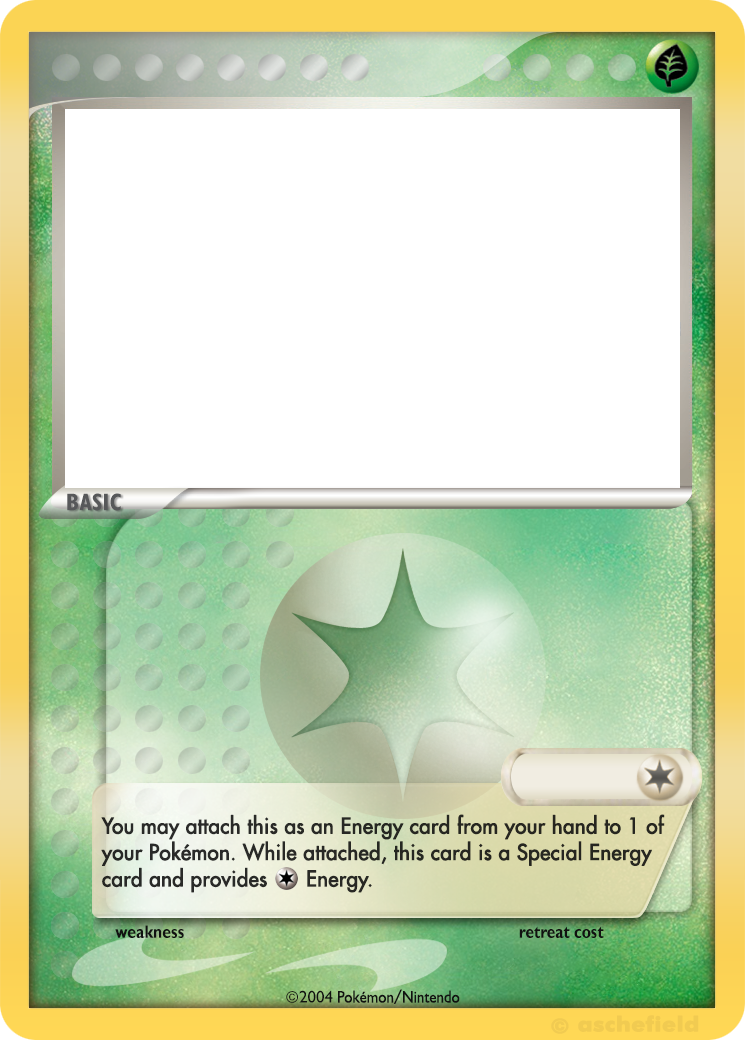 BASIC
You may attach this as an Energy card from your hand to 1 of
your Pokémon. While attached, this card is a Special Energy
card and provides Energy.
weakness
retreat cost
©2004 Pokémon/Nintendo
© aschefield